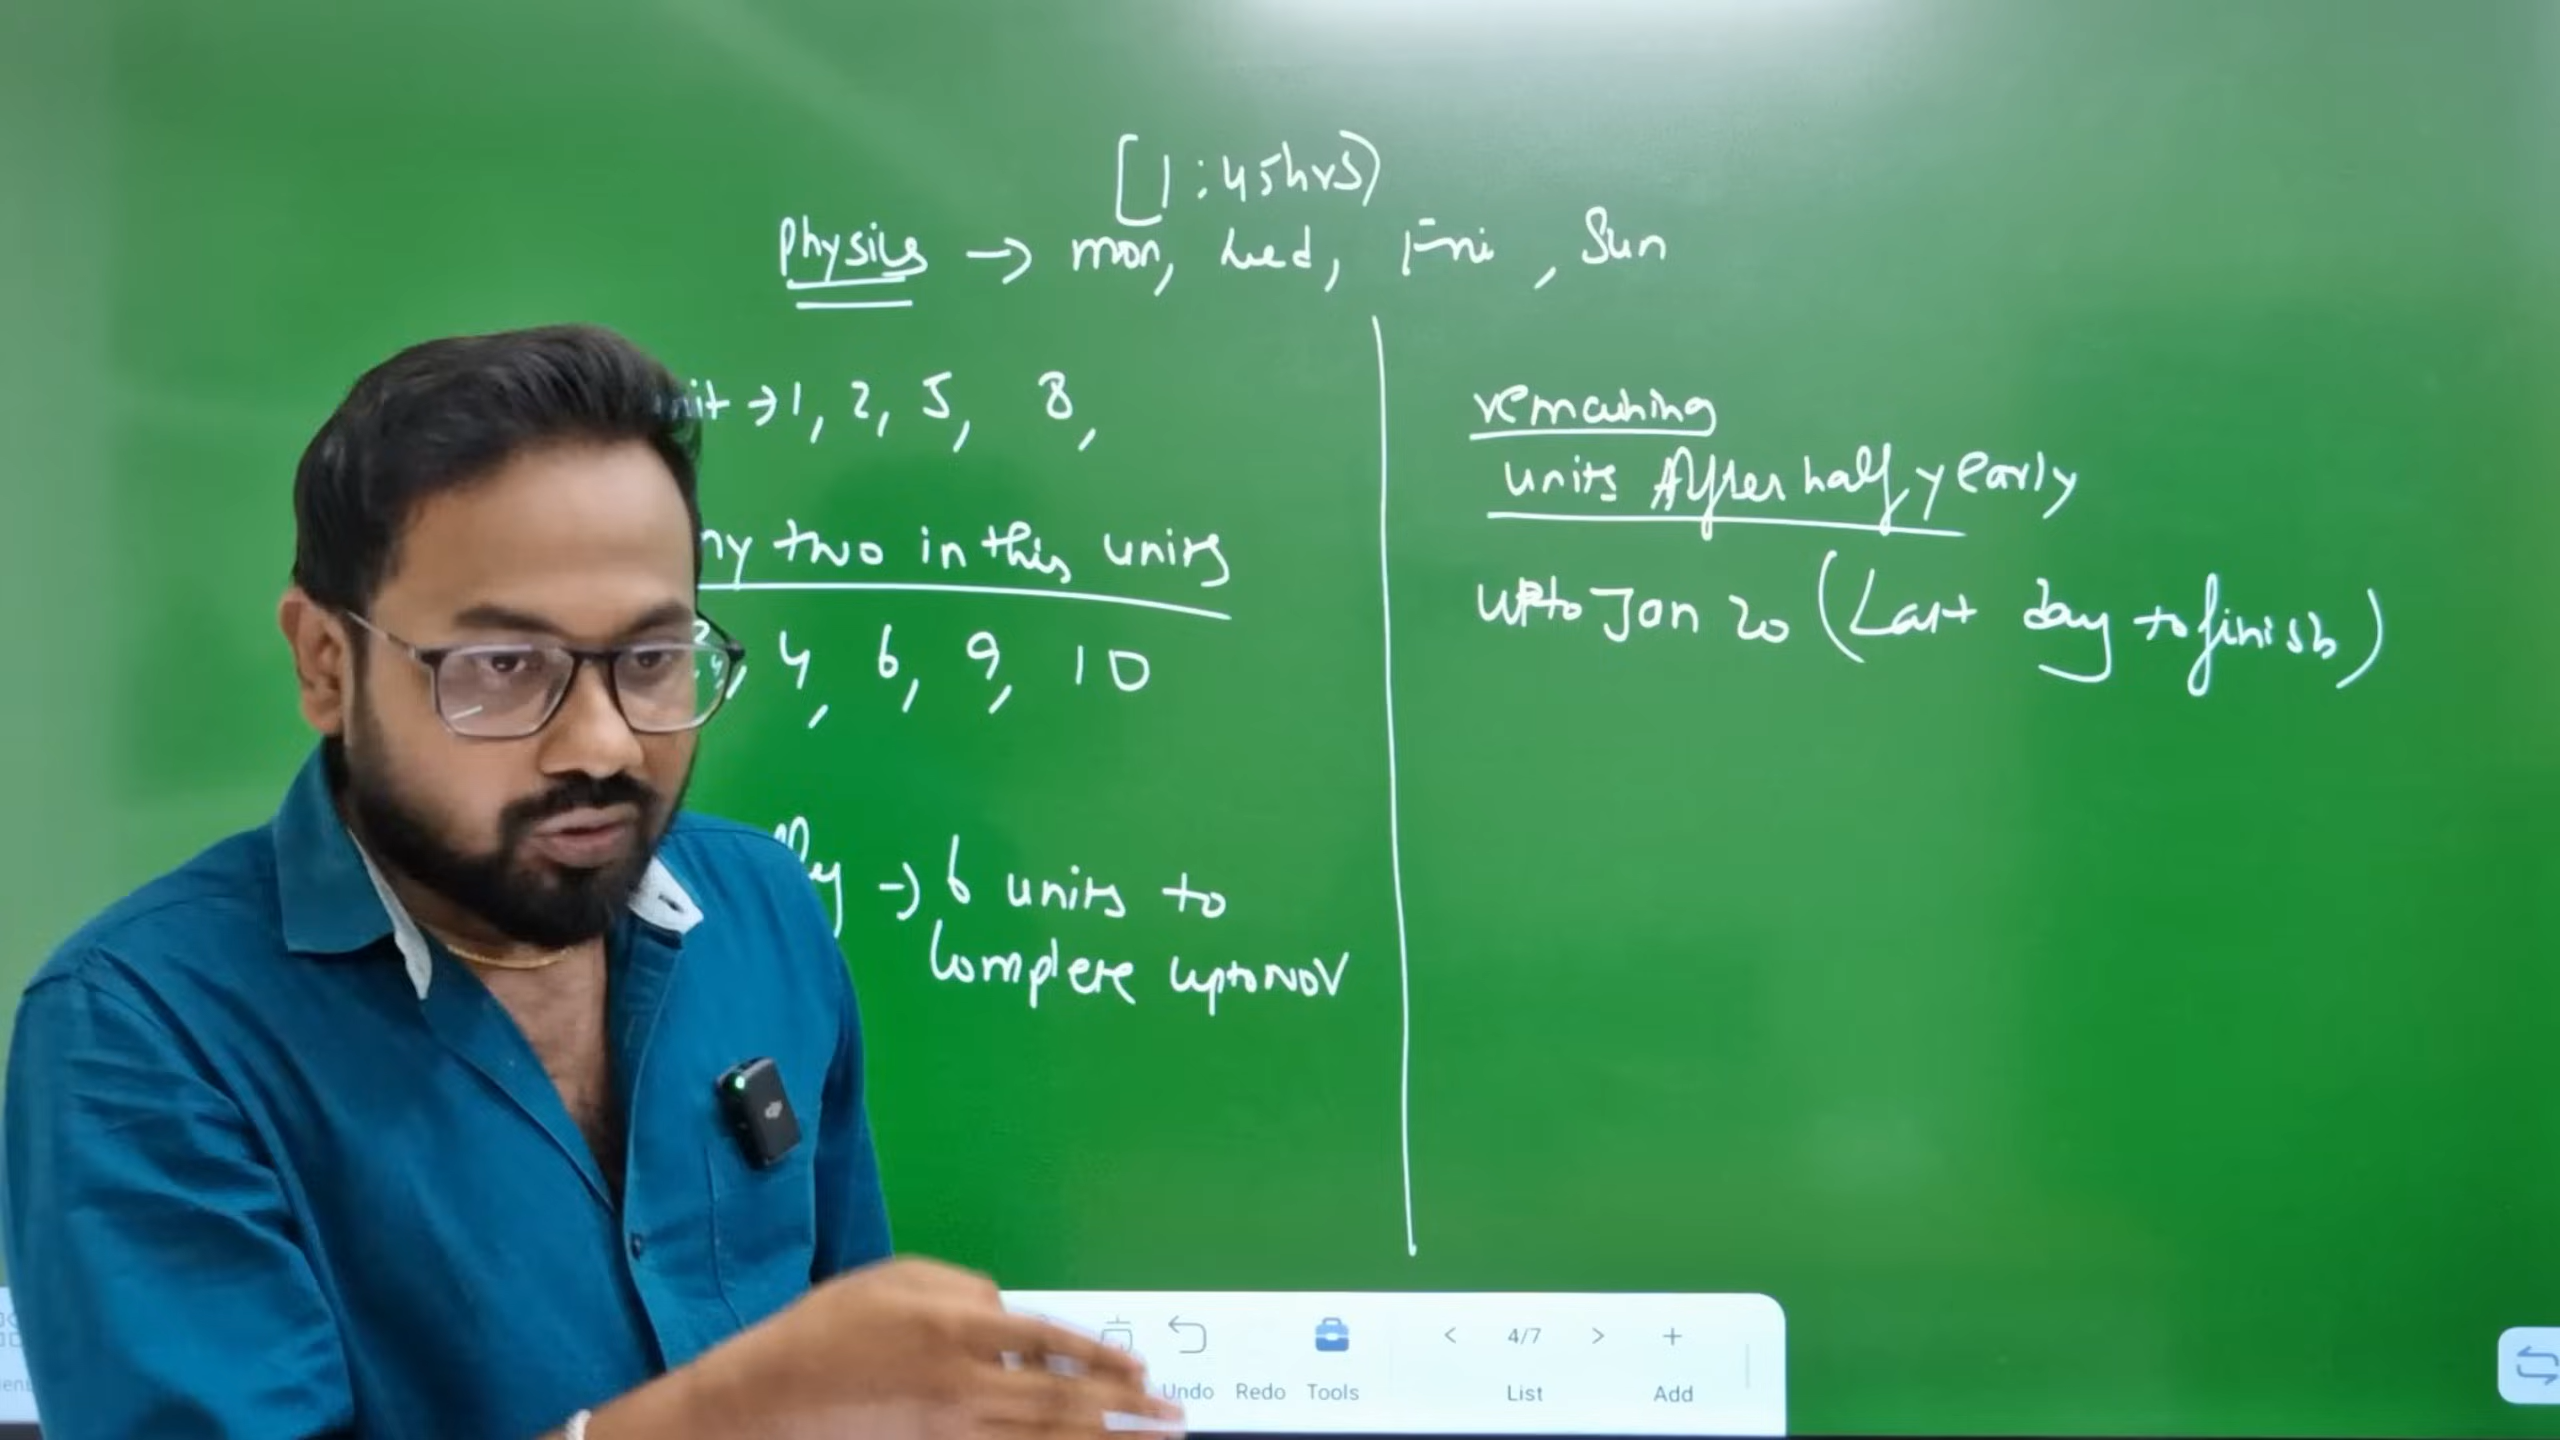 [1:45hrs)
Physics → mon, wed, Fri, Sun
nit → 1, 2, 5, 8,
ny two in this units
4, 6, 9, 10
lly → 6 units to
Complete upto NOV
remaining
units After half yearly
upto Jan 20 (Last day to finish)
Undo Redo Tools
< 4/7 > +
List Add